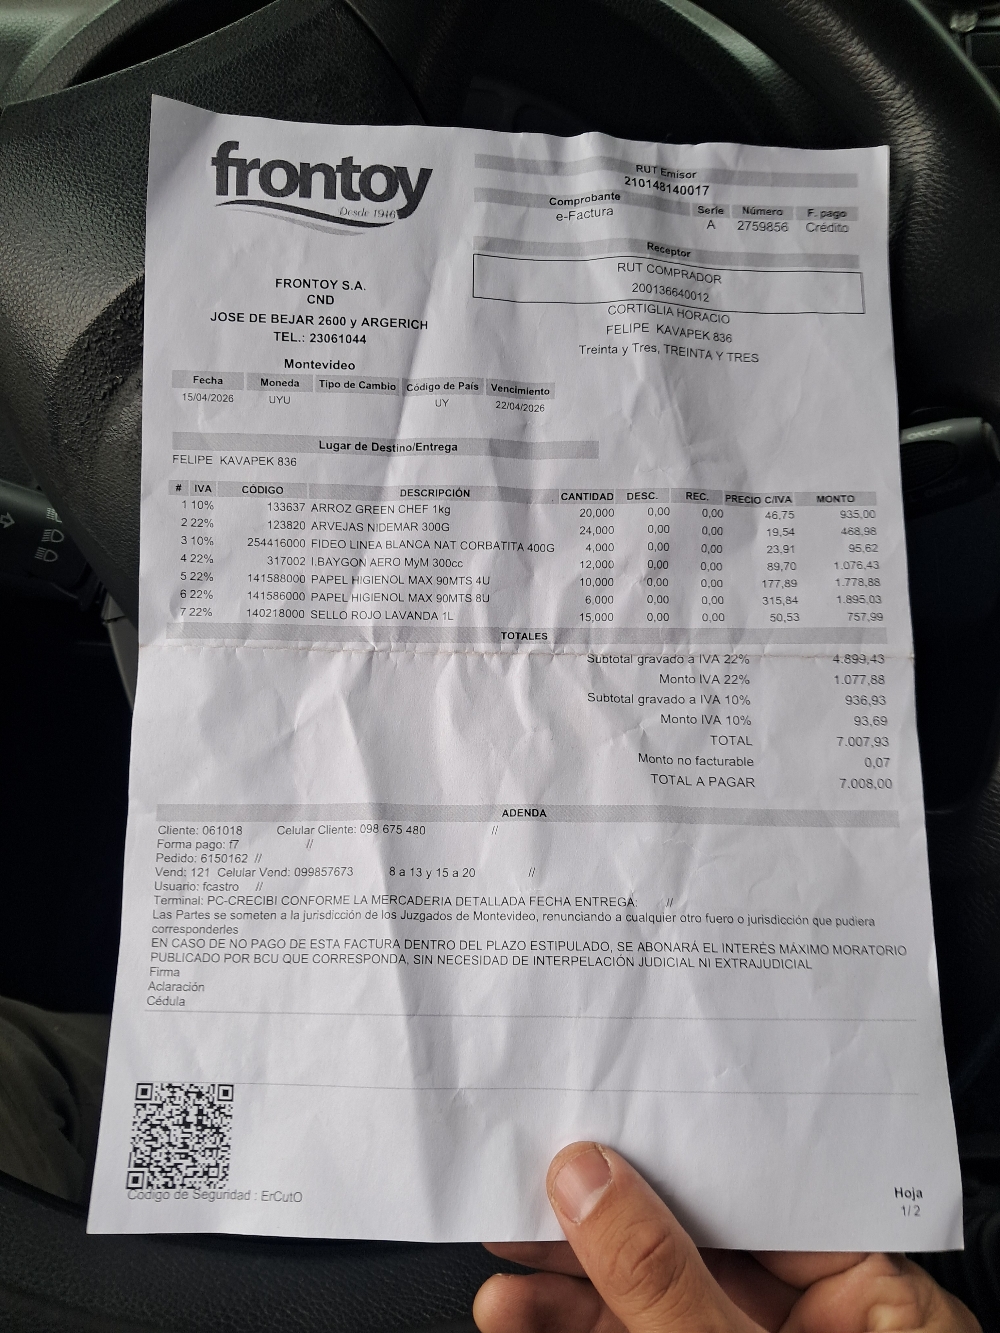 frontoy
Desde 1946
RUT Emisor
210148140017
Comprobante Serie Número F. pago
e-Factura A 2759856 Crédito
Receptor
RUT COMPRADOR
200136640012
CORTIGLIA HORACIO
FELIPE KAVAPEK 836
Treinta y Tres, TREINTA Y TRES
FRONTOY S.A.
CND
JOSE DE BEJAR 2600 y ARGERICH
TEL.: 23061044
Montevideo
Fecha Moneda Tipo de Cambio Código de País Vencimiento
15/04/2026 UYU UY 22/04/2026
Lugar de Destino/Entrega
FELIPE KAVAPEK 836
# IVA CÓDIGO DESCRIPCIÓN CANTIDAD DESC. REC. PRECIO C/IVA MONTO
1 10% 133637 ARROZ GREEN CHEF 1kg 20,000 0,00 0,00 46,75 935,00
2 22% 123820 ARVEJAS NIDEMAR 300G 24,000 0,00 0,00 19,54 468,98
3 10% 254416000 FIDEO LINEA BLANCA NAT CORBATITA 400G 4,000 0,00 0,00 23,91 95,62
4 22% 317002 I.BAYGON AERO MyM 300cc 12,000 0,00 0,00 89,70 1.076,43
5 22% 141588000 PAPEL HIGIENOL MAX 90MTS 4U 10,000 0,00 0,00 177,89 1.778,88
6 22% 141586000 PAPEL HIGIENOL MAX 90MTS 8U 6,000 0,00 0,00 315,84 1.895,03
7 22% 140218000 SELLO ROJO LAVANDA 1L 15,000 0,00 0,00 50,53 757,99
TOTALES
Subtotal gravado a IVA 22% 4.899,43
Monto IVA 22% 1.077,88
Subtotal gravado a IVA 10% 936,93
Monto IVA 10% 93,69
TOTAL 7.007,93
Monto no facturable 0,07
TOTAL A PAGAR 7.008,00
ADENDA
Cliente: 061018 Celular Cliente: 098 675 480 //
Forma pago: f7 //
Pedido: 6150162 //
Vend: 121 Celular Vend: 099857673 8 a 13 y 15 a 20 //
Usuario: fcastro //
Terminal: PC-CRECIBI CONFORME LA MERCADERIA DETALLADA FECHA ENTREGA: //
Las Partes se someten a la jurisdicción de los Juzgados de Montevideo, renunciando a cualquier otro fuero o jurisdicción que pudiera
corresponderles
EN CASO DE NO PAGO DE ESTA FACTURA DENTRO DEL PLAZO ESTIPULADO, SE ABONARÁ EL INTERÉS MÁXIMO MORATORIO
PUBLICADO POR BCU QUE CORRESPONDA, SIN NECESIDAD DE INTERPELACIÓN JUDICIAL NI EXTRAJUDICIAL
Firma
Aclaración
Cédula
Código de Seguridad : ErCutO
Hoja
1/ 2